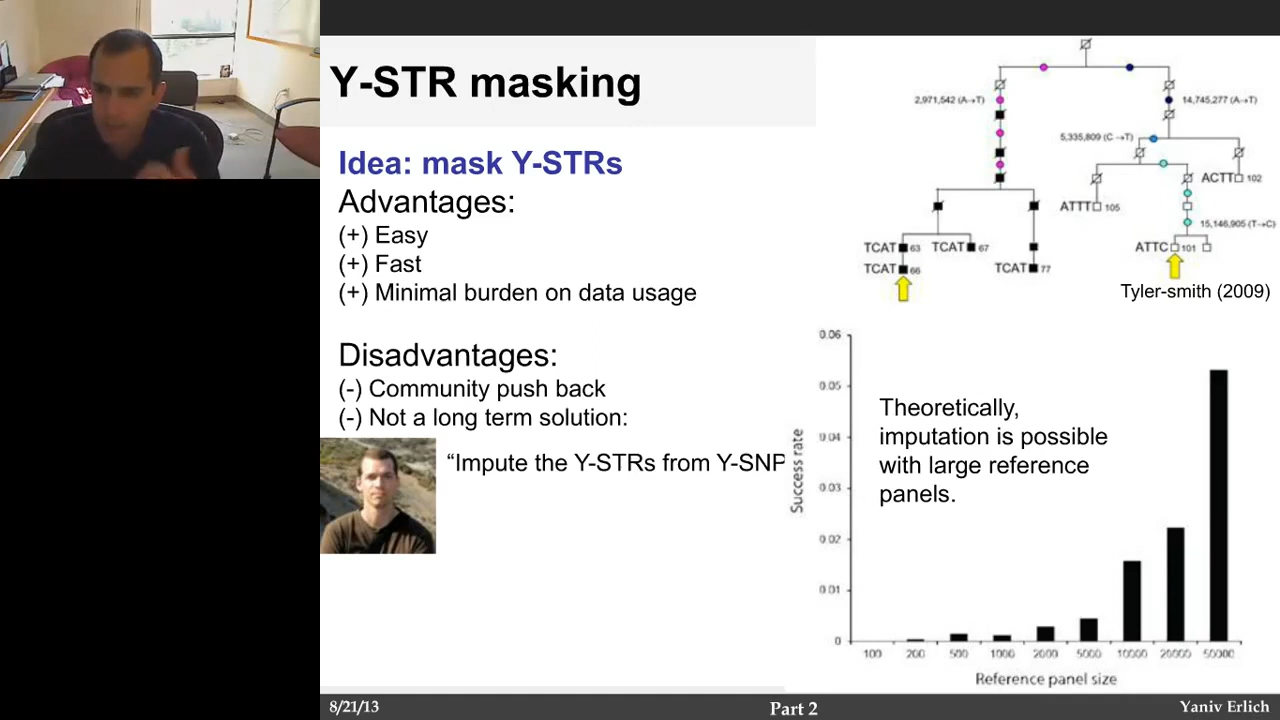 Y-STR masking
Idea: mask Y-STRs
Advantages:
(+) Easy
(+) Fast
(+) Minimal burden on data usage
Disadvantages:
(-) Community push back
(-) Not a long term solution:
“Impute the Y-STRs from Y-SNP
2,971,542 (A→T)
14,745,277 (A→T)
5,335,809 (C→T)
ACTT 102
ATTT 105
15,146,905 (T→C)
TCAT 63 TCAT 67
ATTC 101
TCAT 66
TCAT 77
Tyler-smith (2009)
Theoretically,
imputation is possible
with large reference
panels.
Success rate
0.06
0.05
0.04
0.03
0.02
0.01
0
100 200 500 1000 2000 5000 10000 20000 50000
Reference panel size
8/21/13 Part 2 Yaniv Erlich